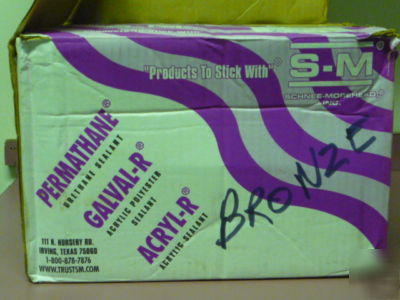 "Products To Stick With"®
S-M®
SCHNEE-MOREHEAD,®
INC.
PERMATHANE®
URETHANE SEALANT
GALVAL-R®
ACRYLIC POLYESTER
SEALANT
ACRYL-R®
ACRYLIC SEALANT
BRONZE
111 N. NURSERY RD.
IRVING, TEXAS 75060
1-800-878-7876
WWW.TRUSTSM.COM